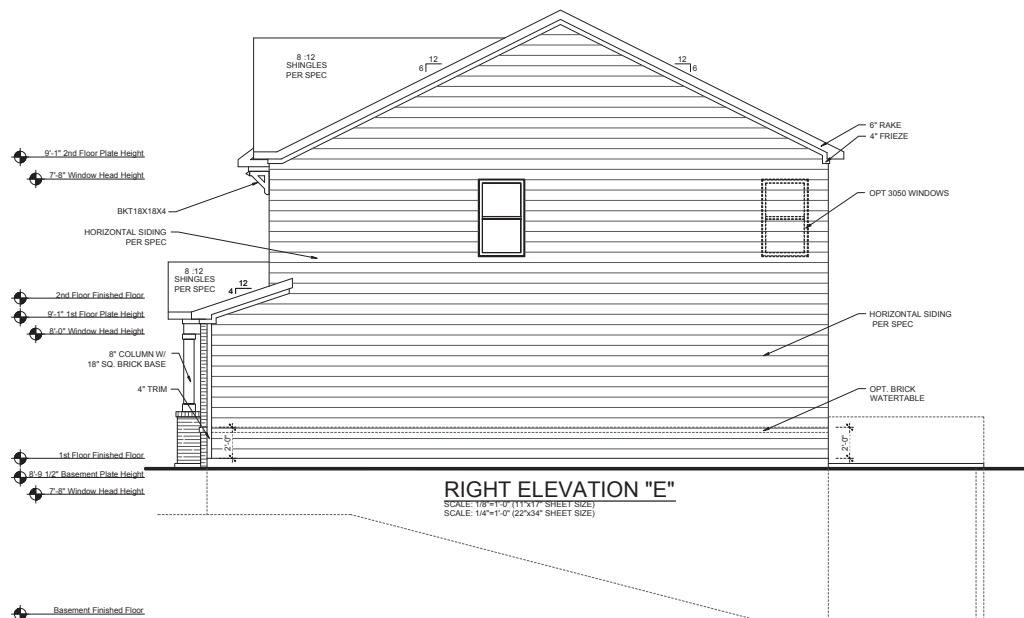 8 :12
SHINGLES
PER SPEC
12
6
12
6
6" RAKE
4" FRIEZE
9'-1" 2nd Floor Plate Height
7'-8" Window Head Height
OPT 3050 WINDOWS
BKT18X18X4
HORIZONTAL SIDING
PER SPEC
8 :12
SHINGLES
PER SPEC
12
4
2nd Floor Finished Floor
9'-1" 1st Floor Plate Height
8'-0" Window Head Height
HORIZONTAL SIDING
PER SPEC
8" COLUMN W/
18" SQ. BRICK BASE
4" TRIM
OPT. BRICK
WATERTABLE
2'-0"
2'-0"
1st Floor Finished Floor
8'-9 1/2" Basement Plate Height
7'-8" Window Head Height
RIGHT ELEVATION "E"
SCALE: 1/8"=1'-0" (11"x17" SHEET SIZE)
SCALE: 1/4"=1'-0" (22"x34" SHEET SIZE)
Basement Finished Floor